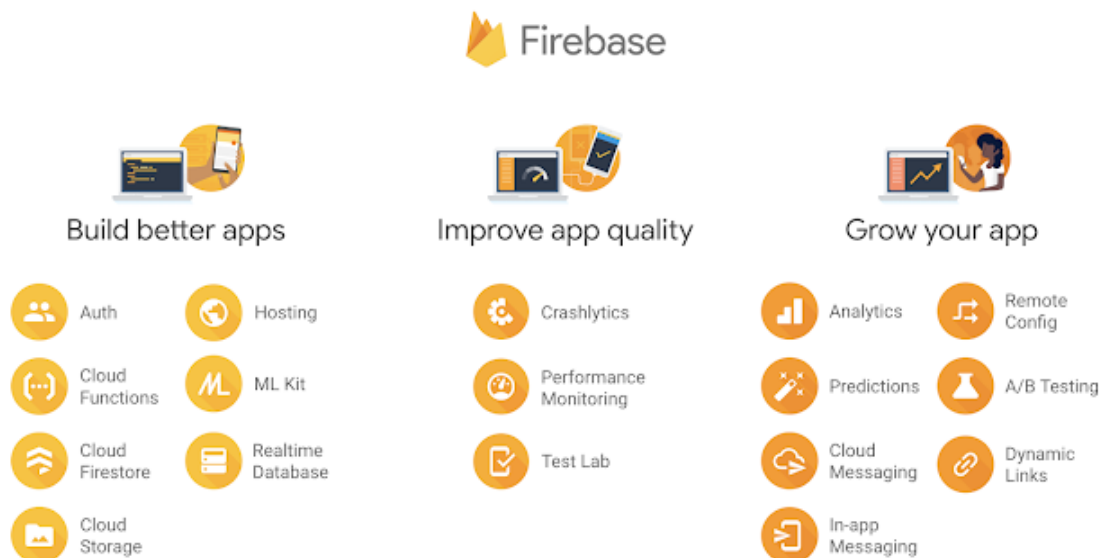 Firebase
Build better apps
Auth
Hosting
Cloud
Functions
ML Kit
Cloud
Firestore
Realtime
Database
Cloud
Storage
Improve app quality
Crashlytics
Performance
Monitoring
Test Lab
Grow your app
Analytics
Remote
Config
Predictions
A/B Testing
Cloud
Messaging
Dynamic
Links
In-app
Messaging